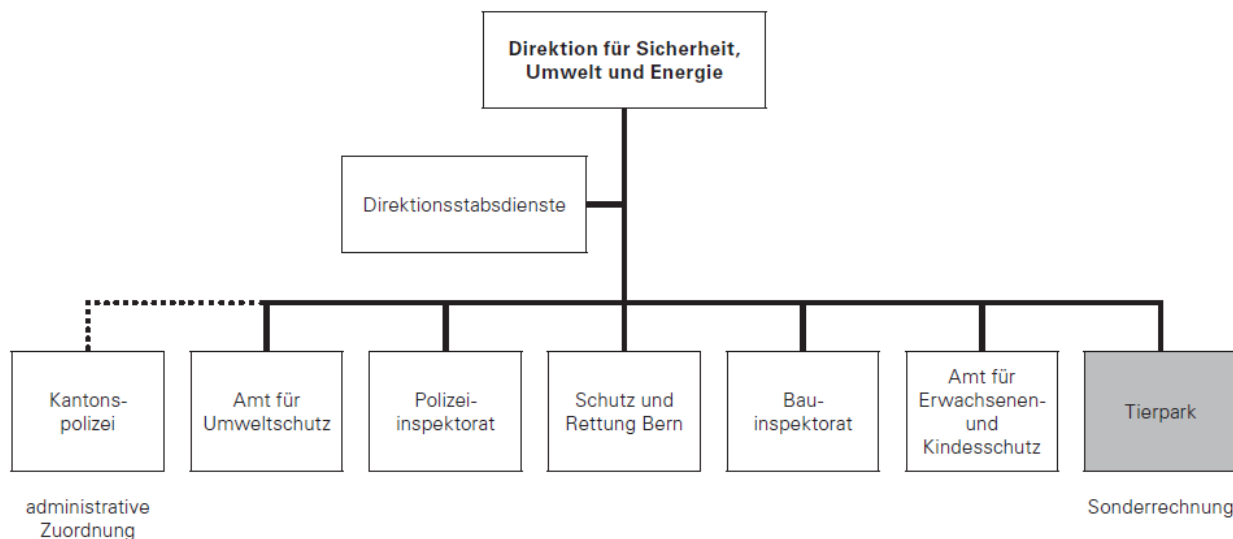 Direktion für Sicherheit,
Umwelt und Energie
Direktionsstabsdienste
Kantons-
polizei
Amt für
Umweltschutz
Polizei-
inspektorat
Schutz und
Rettung Bern
Bau-
inspektorat
Amt für
Erwachsenen-
und
Kindesschutz
Tierpark
administrative
Zuordnung
Sonderrechnung